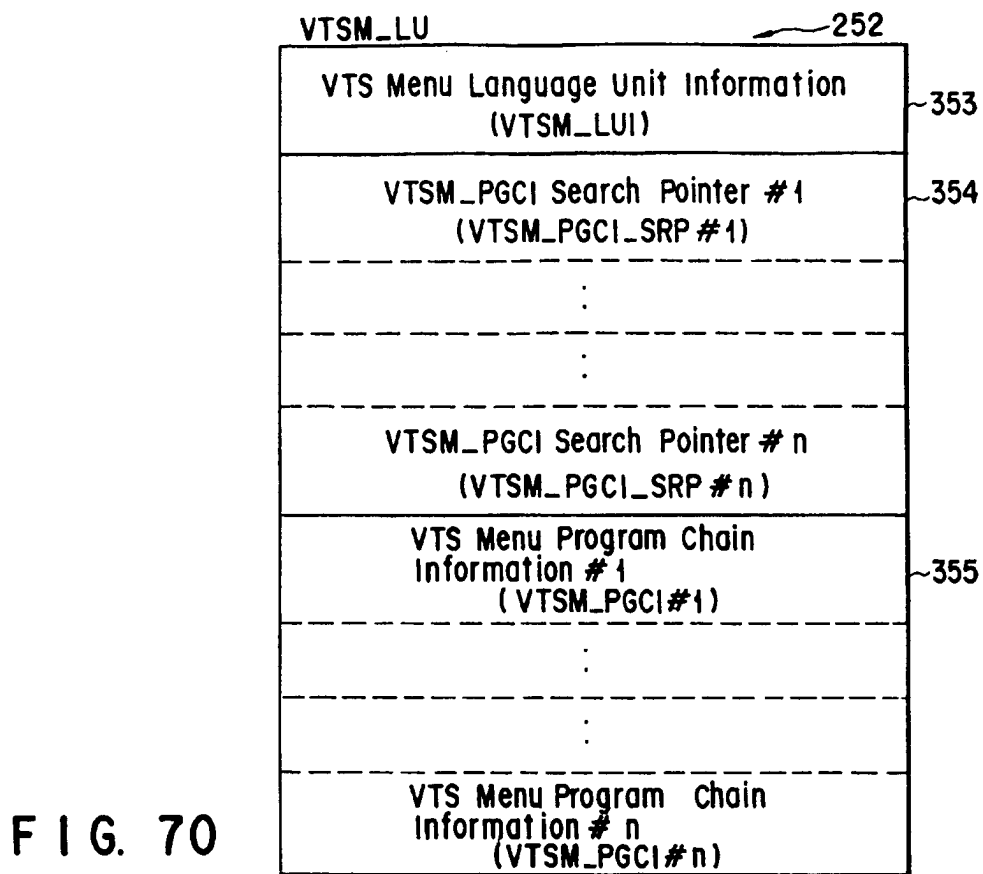 VTSM_LU
252
VTS Menu Language Unit Information
(VTSM_LUI)
353
VTSM_PGCI Search Pointer #1
(VTSM_PGCI_SRP #1)
354
VTSM_PGCI Search Pointer # n
(VTSM_PGCI_SRP # n)
VTS Menu Program Chain
Information # 1
(VTSM_PGCI#1)
355
VTS Menu Program Chain
Information # n
(VTSM_PGCI#n)
FIG. 70